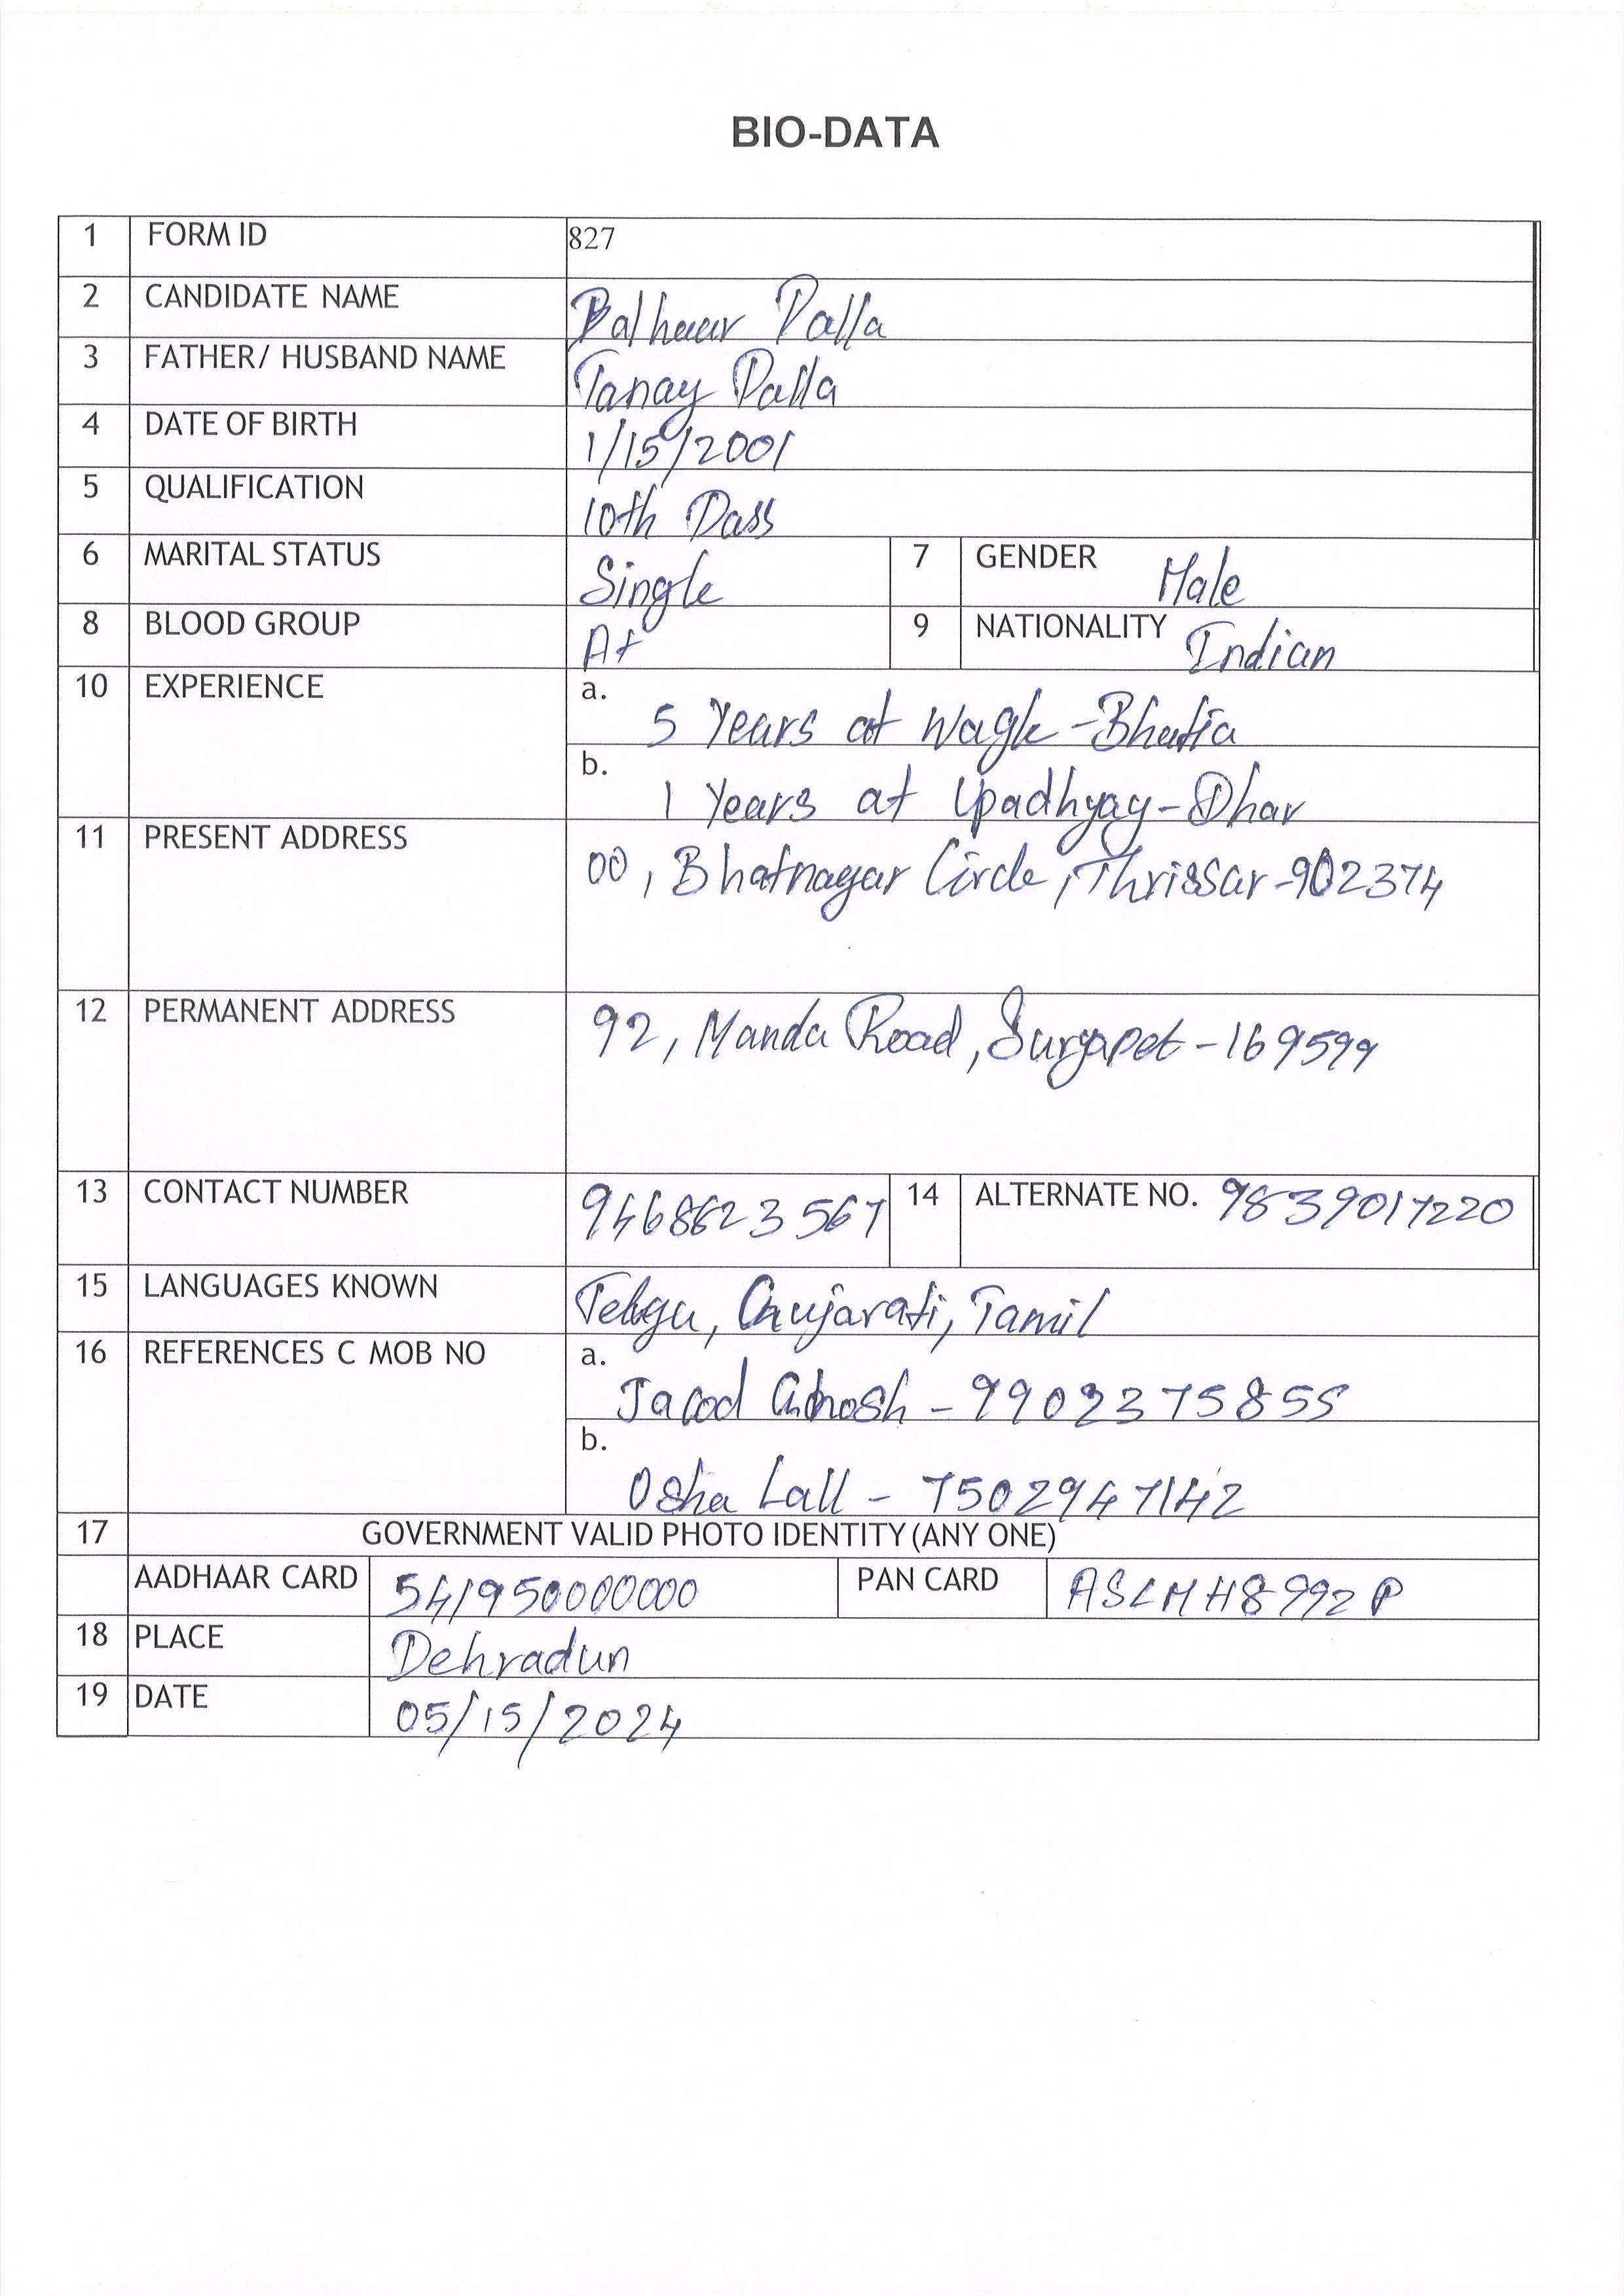 BIO-DATA
1 FORM ID 827
2 CANDIDATE NAME Palla
3 FATHER/ HUSBAND NAME Tanay Palla
4 DATE OF BIRTH 1/15/2001
5 QUALIFICATION 10th Pass
6 MARITAL STATUS Single 7 GENDER Male
8 BLOOD GROUP A+ 9 NATIONALITY Indian
10 EXPERIENCE a. 5 Years at Wagle-Bhatia
b. 1 Years at Upadhyay-Dhar
11 PRESENT ADDRESS 00, Bhatnagar Circle, Thrissur-902374
12 PERMANENT ADDRESS 92, Manda Road, Suryapet-169599
13 CONTACT NUMBER 9468623567 14 ALTERNATE NO. 9839017220
15 LANGUAGES KNOWN Telugu, Gujarati, Tamil
16 REFERENCES C MOB NO a. Ghosh - 9902375855
b. Osha Lall - 7502947142
17 GOVERNMENT VALID PHOTO IDENTITY (ANY ONE)
AADHAAR CARD 541950000000 PAN CARD ASLMH8992P
18 PLACE Dehradun
19 DATE 05/15/2024